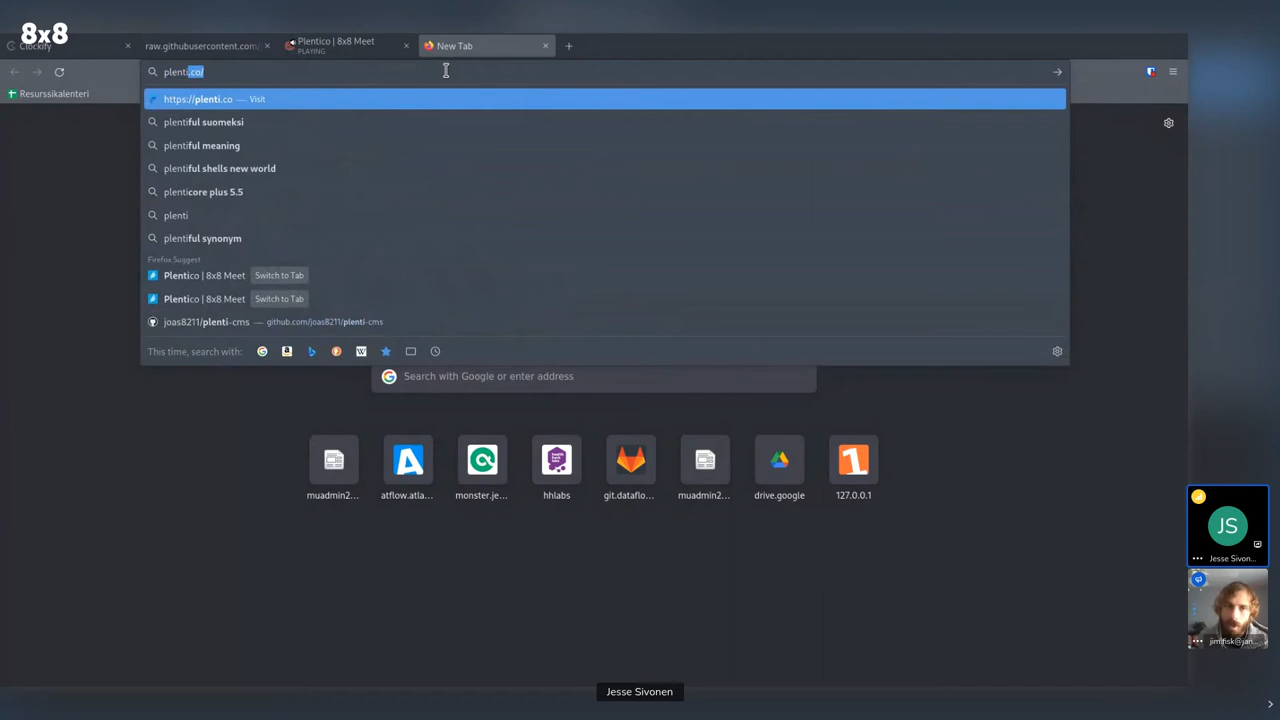 8x8
Clockify
raw.githubusercontent.com/
Plentico | 8x8 Meet
PLAYING
New Tab
plenti.co/
Resurssikalenteri
https://plenti.co — Visit
plentiful suomeksi
plentiful meaning
plentiful shells new world
plenticore plus 5.5
plenti
plentiful synonym
Firefox Suggest
Plentico | 8x8 Meet Switch to Tab
Plentico | 8x8 Meet Switch to Tab
joas8211/plenti-cms — github.com/joas8211/plenti-cms
This time, search with:
Search with Google or enter address
muadmin2...
atflow.atla...
monster.je...
hhlabs
git.dataflo...
muadmin2...
drive.google
127.0.0.1
JS
Jesse Sivon...
jim.fisk@jan...
Jesse Sivonen